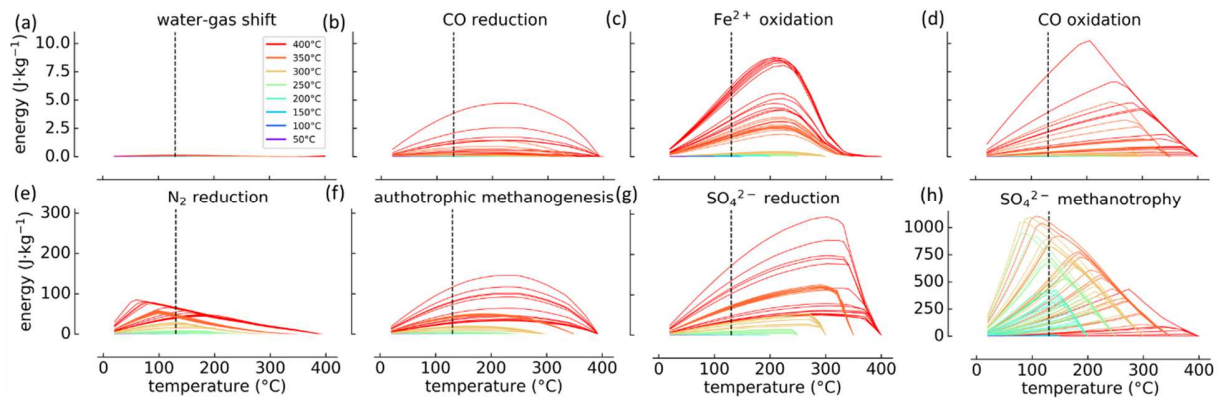 (a) water-gas shift
(b) CO reduction
(c) Fe²⁺ oxidation
(d) CO oxidation
energy (J·kg⁻¹)
10.0
7.5
5.0
2.5
0.0
400°C
350°C
300°C
250°C
200°C
150°C
100°C
50°C
(e) N₂ reduction
(f) authotrophic methanogenesis
(g) SO₄²⁻ reduction
(h) SO₄²⁻ methanotrophy
energy (J·kg⁻¹)
300
200
100
0
1000
750
500
250
0
0 100 200 300 400
0 100 200 300 400
0 100 200 300 400
0 100 200 300 400
temperature (°C)
temperature (°C)
temperature (°C)
temperature (°C)